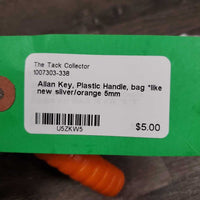 The Tack Collector
1007303-338
Allan Key, Plastic Handle, bag *like
new silver/orange 5mm
U5ZKW5
$5.00